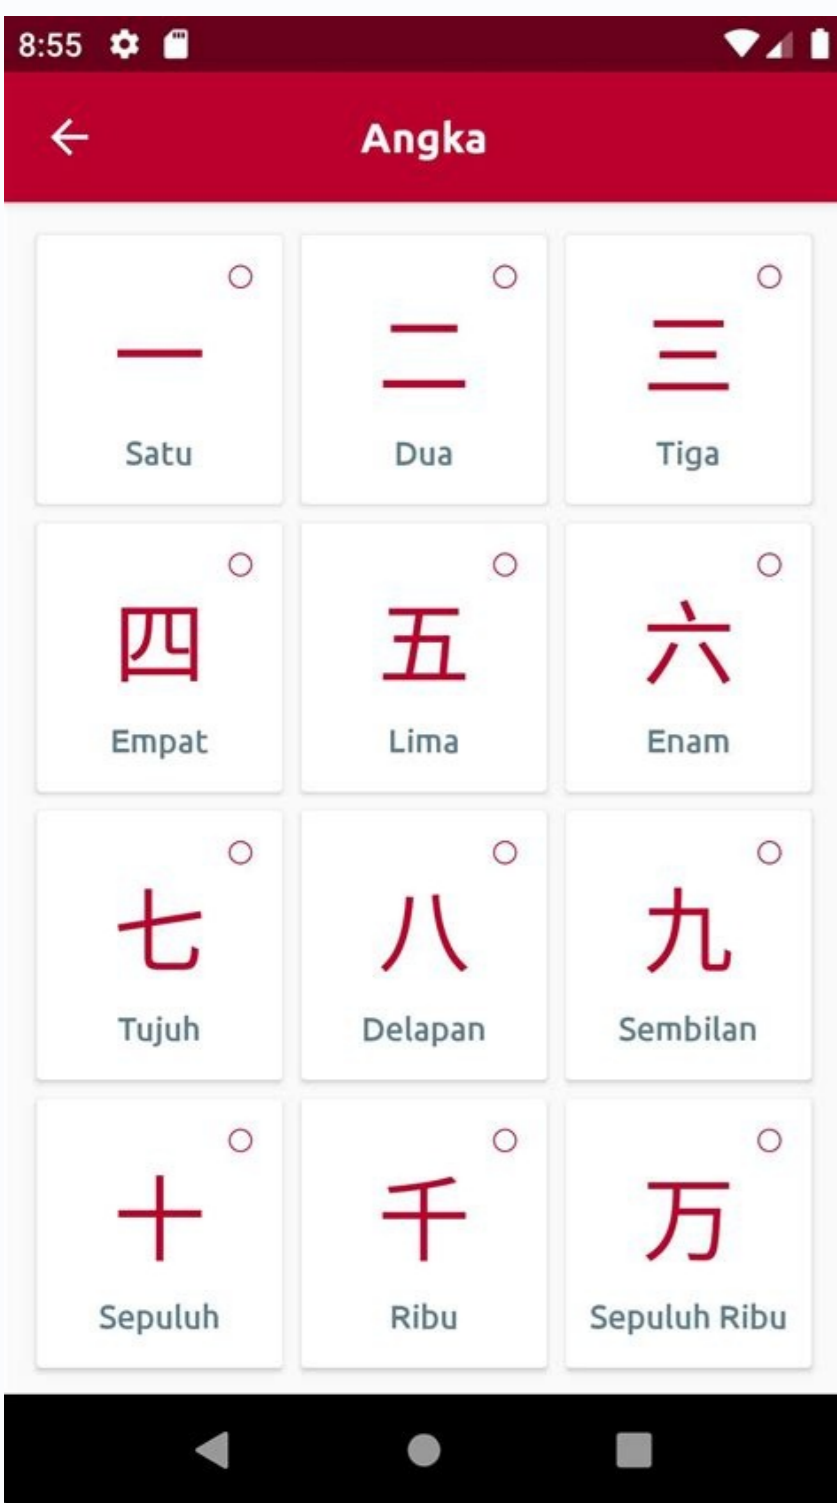 8:55
Angka
一 二 三
Satu Dua Tiga
四 五 六
Empat Lima Enam
七 八 九
Tujuh Delapan Sembilan
十 千 万
Sepuluh Ribu Sepuluh Ribu